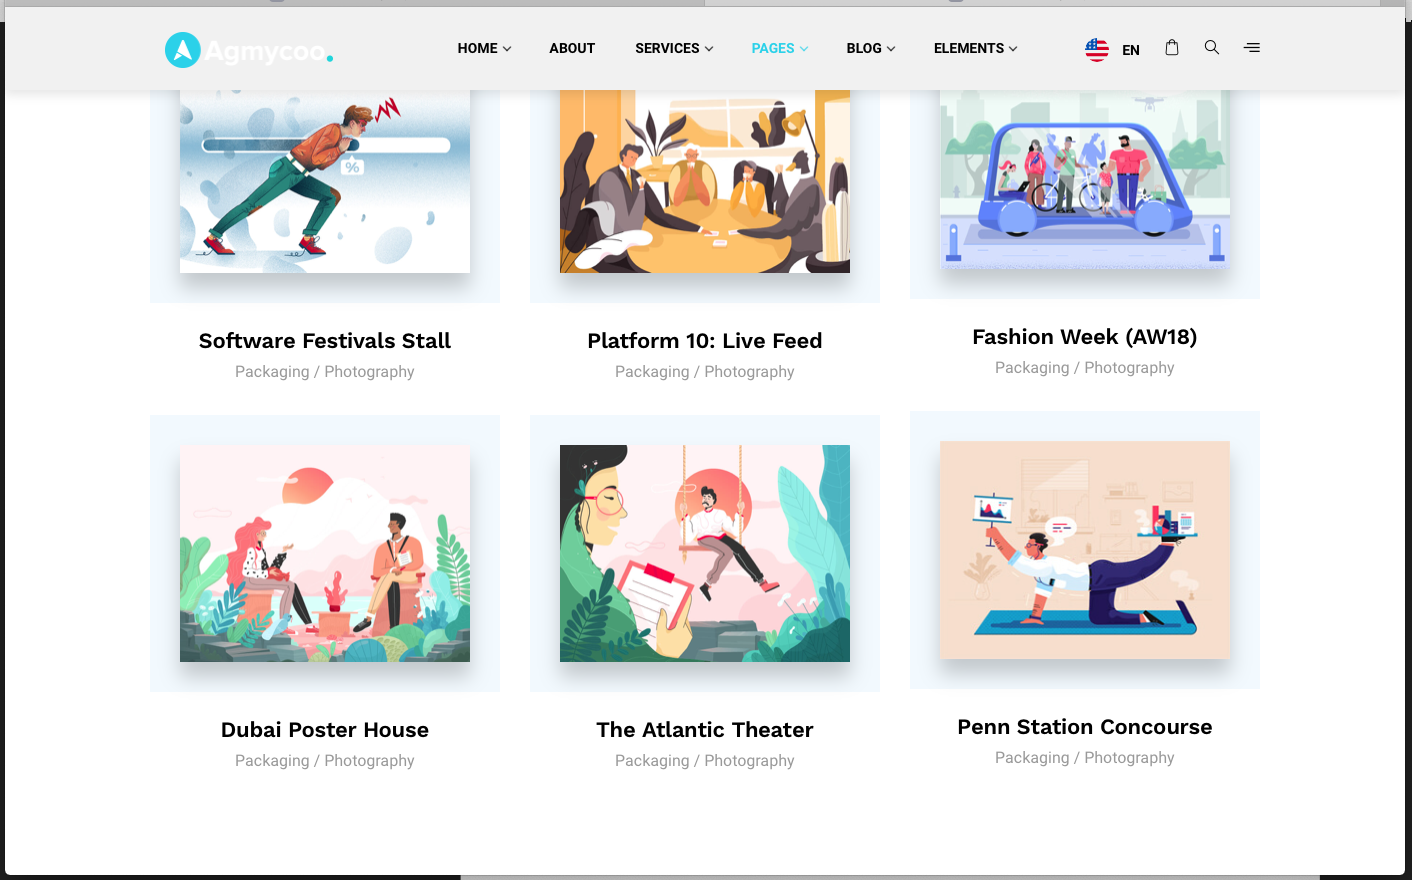 Agmycoo.
HOME ABOUT SERVICES PAGES BLOG ELEMENTS EN
%
Software Festivals Stall
Packaging / Photography
Platform 10: Live Feed
Packaging / Photography
Fashion Week (AW18)
Packaging / Photography
Dubai Poster House
Packaging / Photography
The Atlantic Theater
Packaging / Photography
Penn Station Concourse
Packaging / Photography